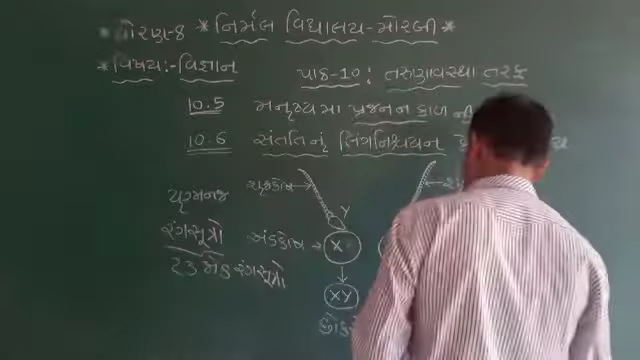 ધોરણ-8 * નિર્મલ વિદ્યાલય-મોરબી *
* વિષય:-વિજ્ઞાન
પાઠ-10: તરુણાવસ્થા તરફ
10.5 મનુષ્યમાં પ્રજનન કાળ ની
10.6 સંતતિનું લિંગનિશ્ચયન
શુક્રકોષ
Y
રંગસૂત્રો
અંડકોષ
X
23 જોડ રંગસૂત્રો
XY